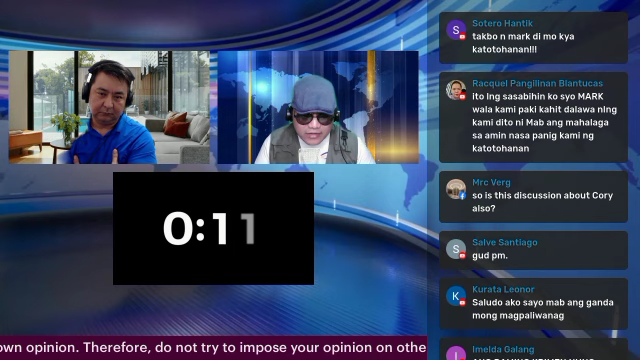 Sotero Hantik
takbo n mark di mo kya
katotohanan!!!
Racquel Pangilinan Blantucas
ito lng sasabihin ko syo MARK
wala kami paki kahit dalawa ning
kami dito ni Mab ang mahalaga
sa amin nasa panig kami ng
katotohanan
Mrc Verg
so is this discussion about Cory
also?
Salve Santiago
gud pm.
Kurata Leonor
Saludo ako sayo mab ang ganda
mong magpaliwanag
Imelda Galang
0:11
own opinion. Therefore, do not try to impose your opinion on othe